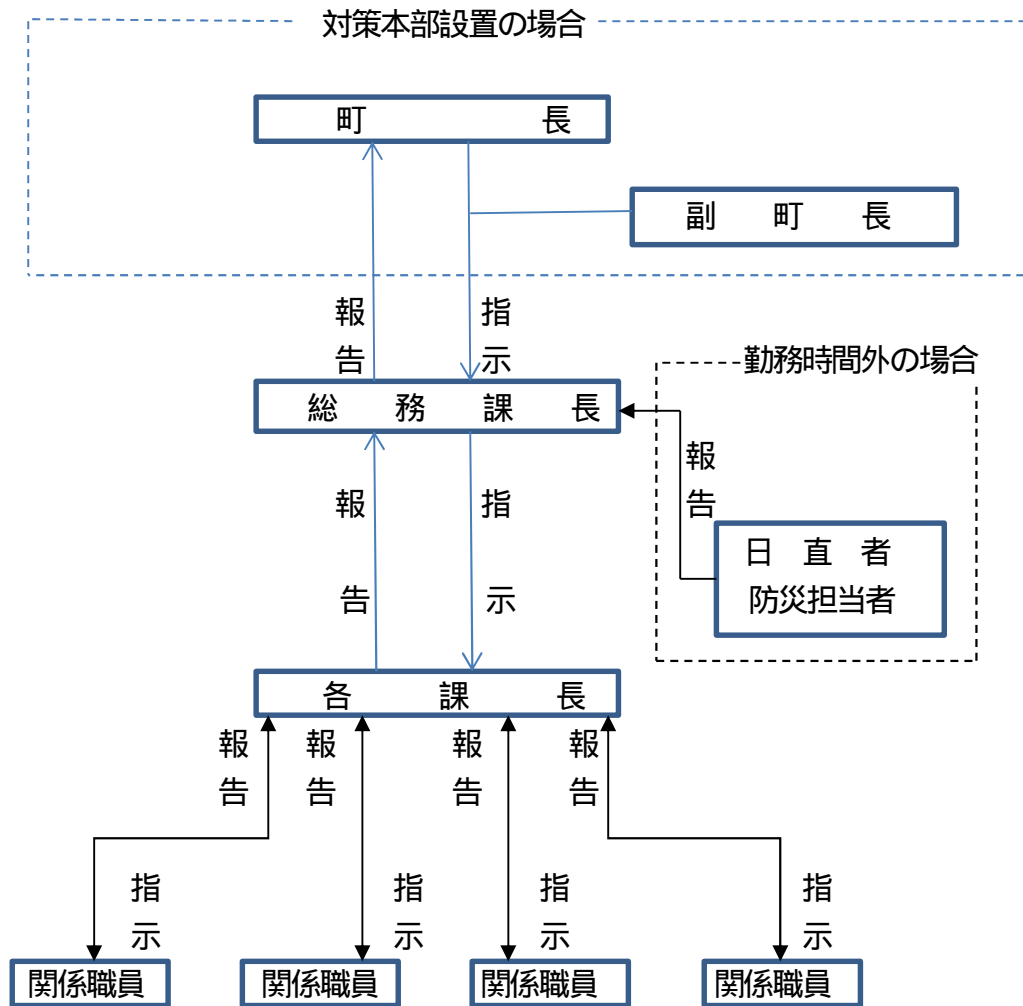 対策本部設置の場合
町長
副町長
報告
指示
勤務時間外の場合
総務課長
報告
報告
指示
日直者
防災担当者
各課長
報告
報告
報告
報告
指示
指示
指示
指示
関係職員
関係職員
関係職員
関係職員